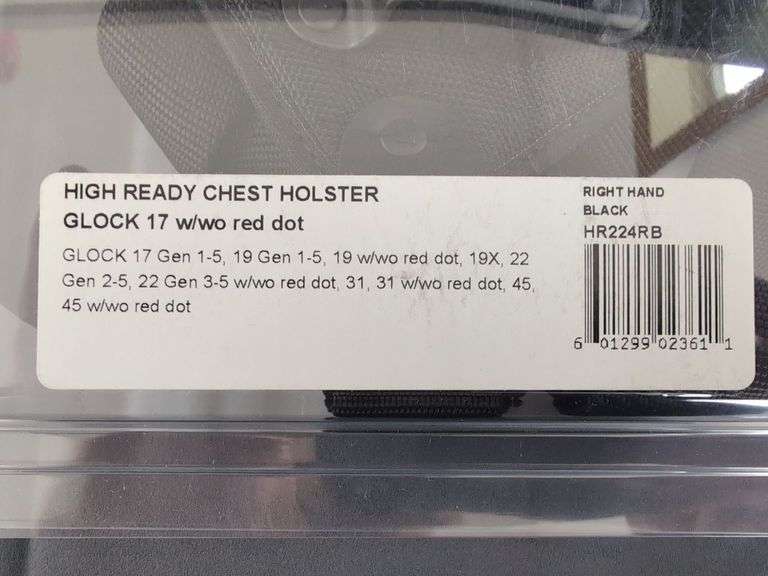 HIGH READY CHEST HOLSTER
GLOCK 17 w/wo red dot
GLOCK 17 Gen 1-5, 19 Gen 1-5, 19 w/wo red dot, 19X, 22
Gen 2-5, 22 Gen 3-5 w/wo red dot, 31, 31 w/wo red dot, 45,
45 w/wo red dot
RIGHT HAND
BLACK
HR224RB
6 01299 02361 1